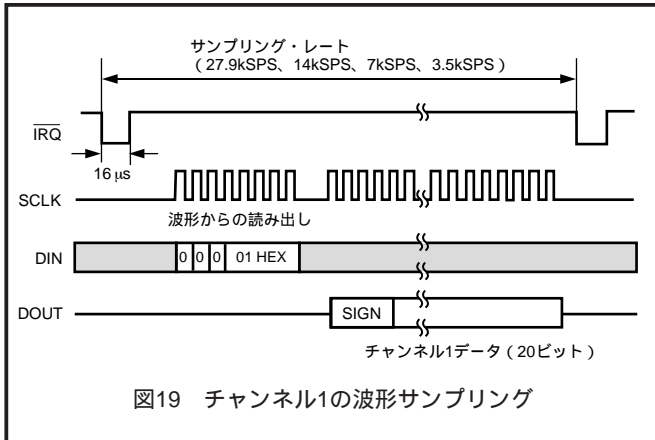 サンプリング・レート
（27.9kSPS、14kSPS、7kSPS、3.5kSPS）
IRQ
16 µs
SCLK
波形からの読み出し
DIN
0 0 0 01 HEX
DOUT
SIGN
チャンネル1データ（20ビット）
図19 チャンネル1の波形サンプリング